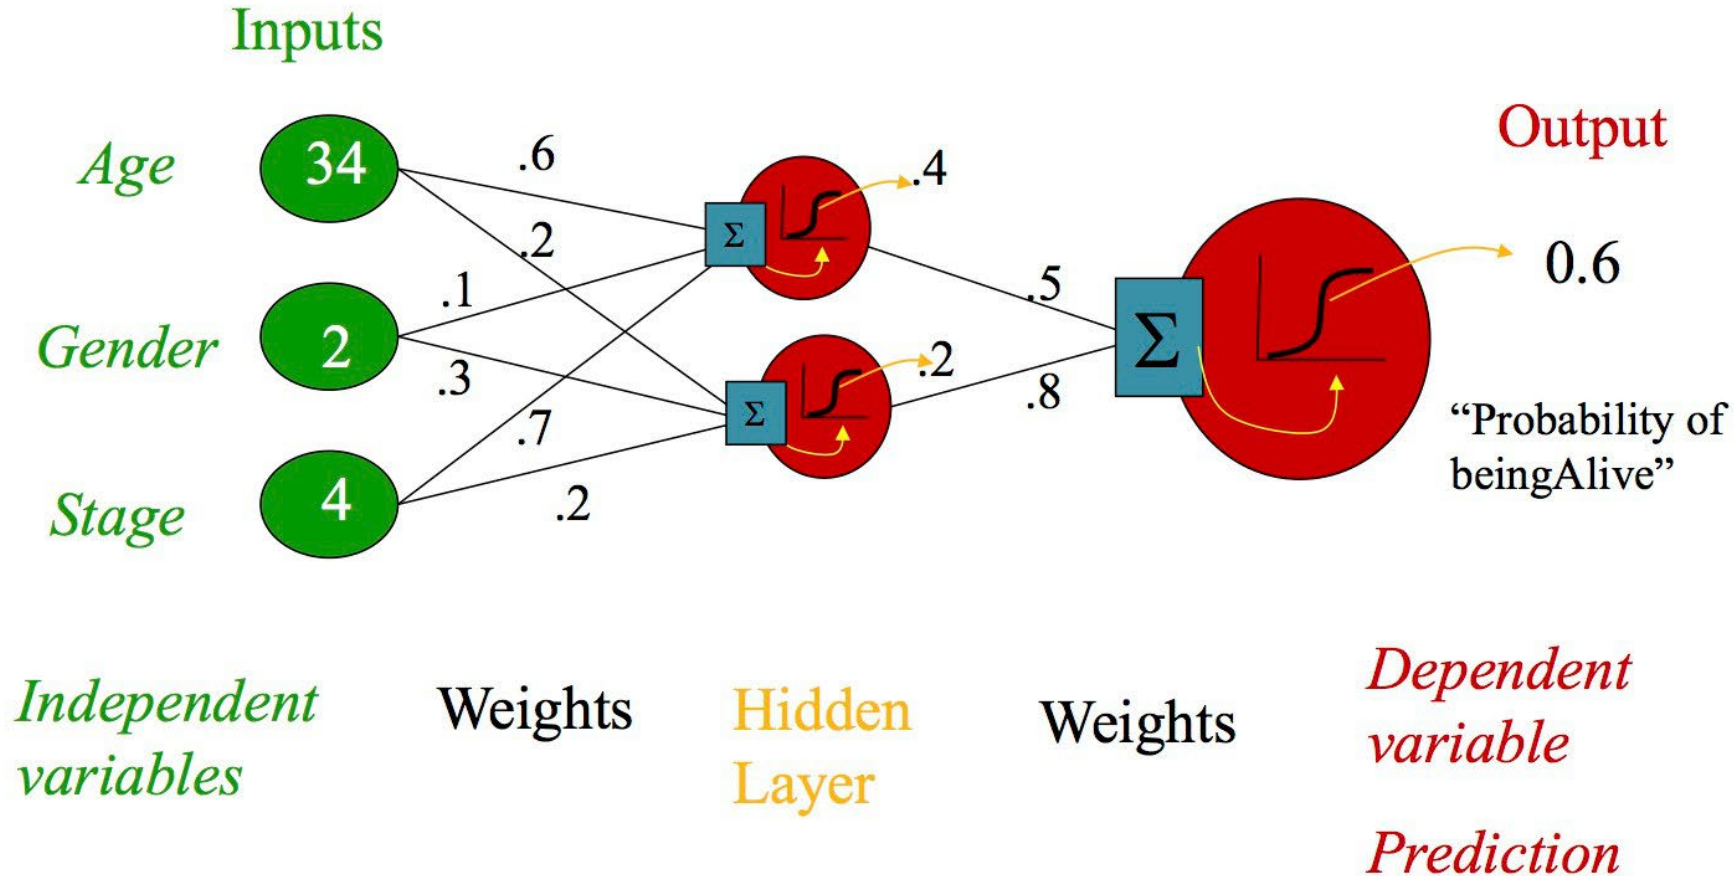 Inputs
Output
Age
34
.6
Σ
.4
.2
.1
.5
Σ
0.6
Gender
2
.3
Σ
.2
.8
“Probability of
beingAlive”
.7
Stage
4
.2
Independent
variables
Weights
Hidden
Layer
Weights
Dependent
variable
Prediction